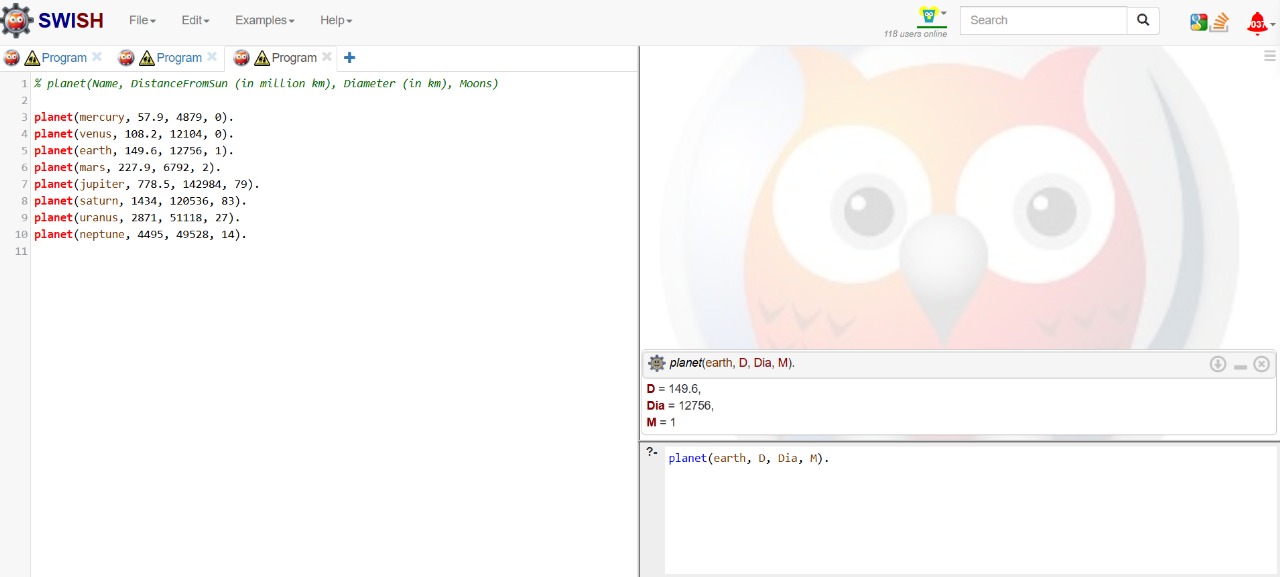 SWISH File Edit Examples Help 118 users online Search
Program Program Program
1 % planet(Name, DistanceFromSun (in million km), Diameter (in km), Moons)
2
3 planet(mercury, 57.9, 4879, 0).
4 planet(venus, 108.2, 12104, 0).
5 planet(earth, 149.6, 12756, 1).
6 planet(mars, 227.9, 6792, 2).
7 planet(jupiter, 778.5, 142984, 79).
8 planet(saturn, 1434, 120536, 83).
9 planet(uranus, 2871, 51118, 27).
10 planet(neptune, 4495, 49528, 14).
11
planet(earth, D, Dia, M).
D = 149.6,
Dia = 12756,
M = 1
?- planet(earth, D, Dia, M).